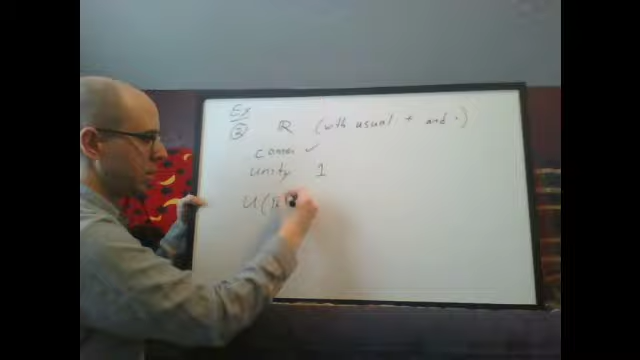 Ex
② ℝ (with usual + and ·)
comm ✓
unity 1
U(ℝ